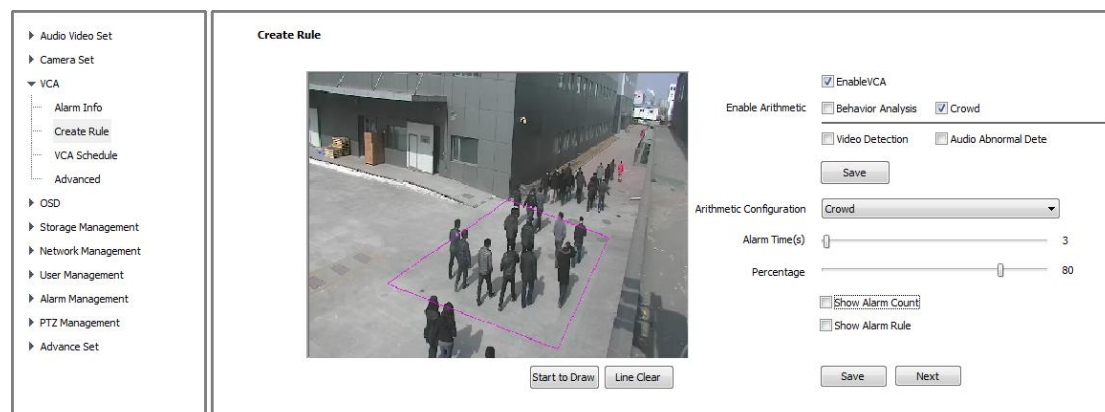 Audio Video Set
Camera Set
VCA
Alarm Info
Create Rule
VCA Schedule
Advanced
OSD
Storage Management
Network Management
User Management
Alarm Management
PTZ Management
Advance Set
Create Rule
EnableVCA
Enable Arithmetic
Behavior Analysis
Crowd
Video Detection
Audio Abnormal Dete
Save
Arithmetic Configuration
Crowd
Alarm Time(s)
3
Percentage
80
Show Alarm Count
Show Alarm Rule
Start to Draw
Line Clear
Save
Next